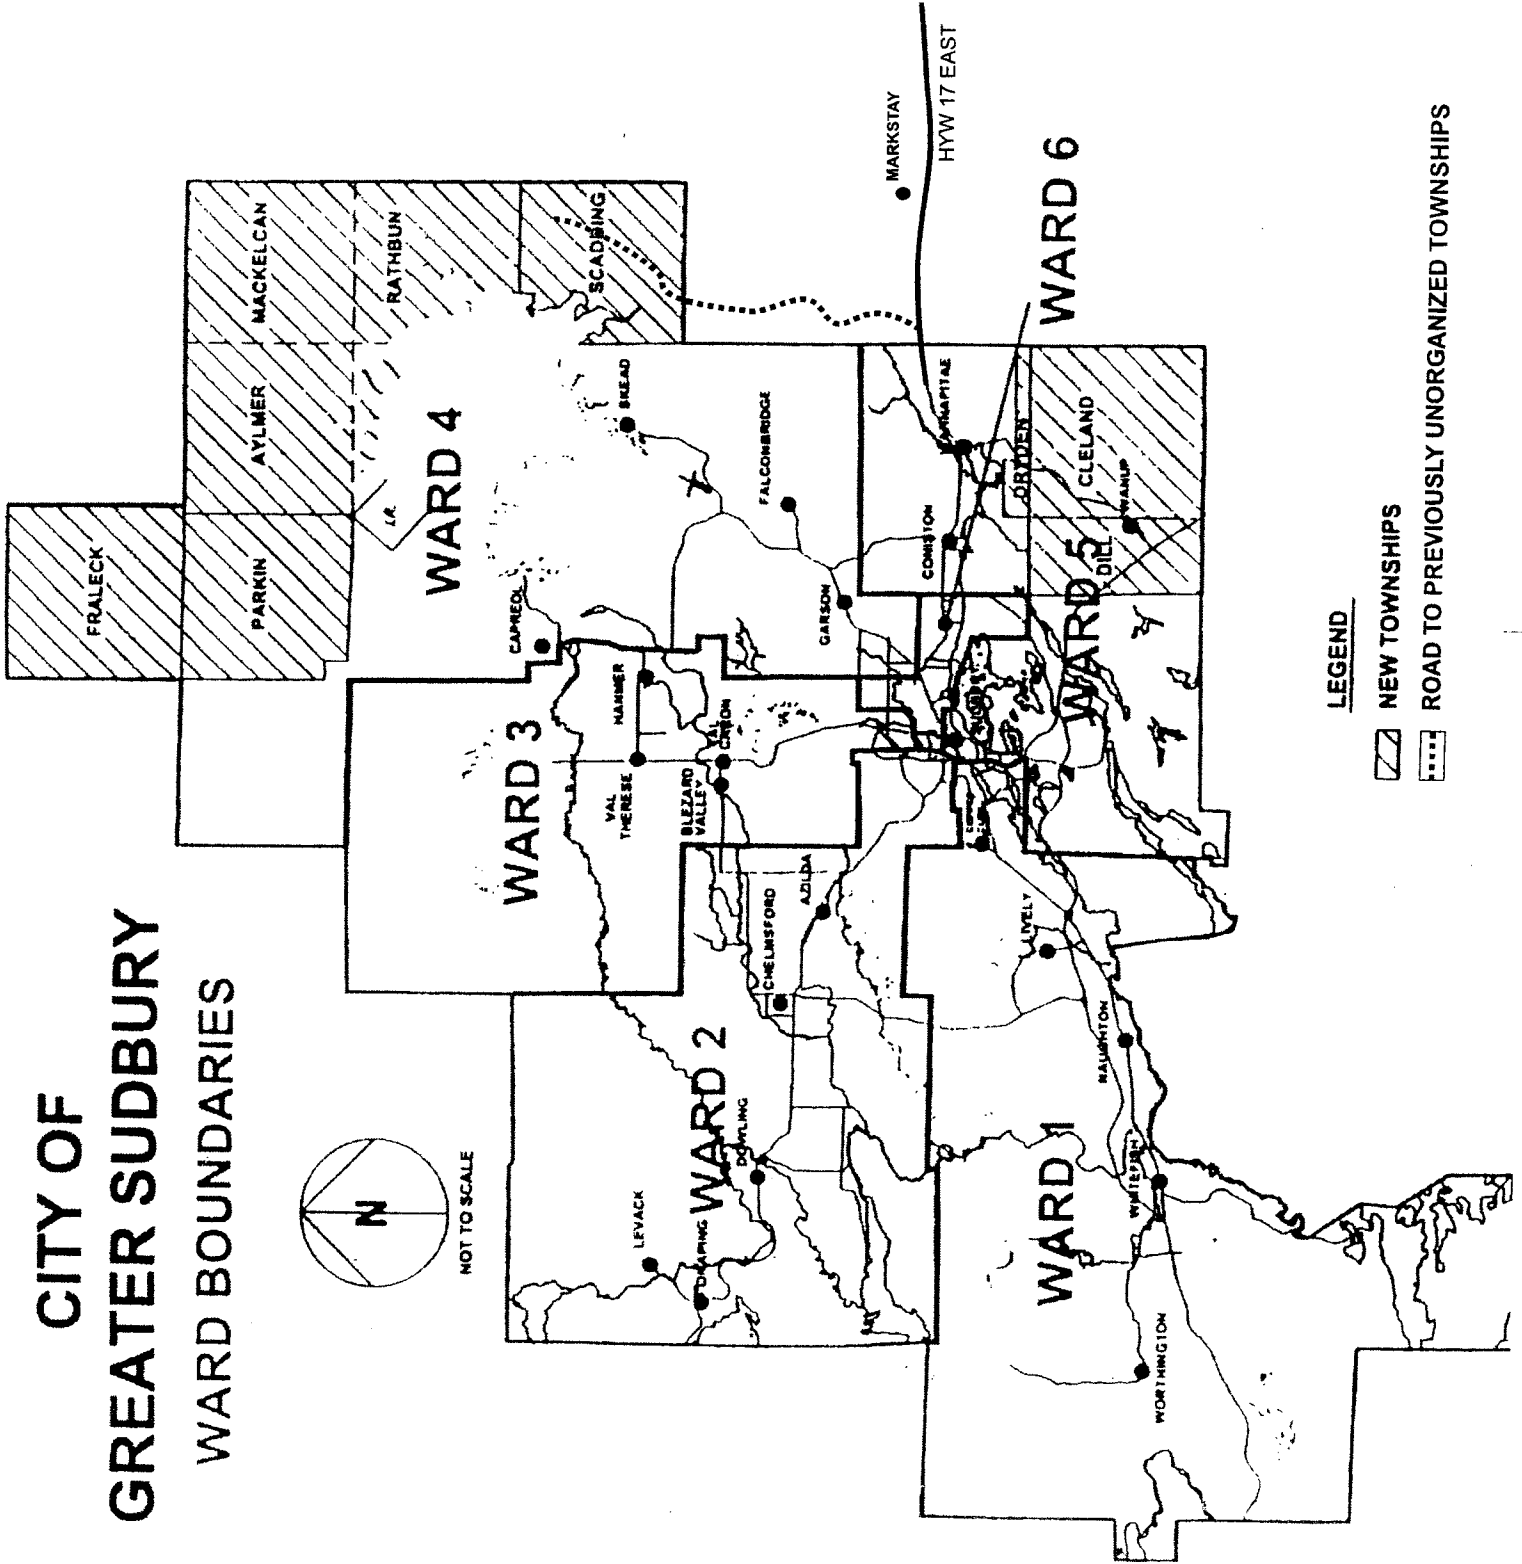 CITY OF
GREATER SUDBURY
WARD BOUNDARIES
N
NOT TO SCALE
FRALECK
PARKIN
AYLMER
MACKELCAN
RATHBUN
SCADDING
I.R.
WARD 4
CAPREOL
SKEAD
FALCONBRIDGE
GARSON
MARKSTAY
HYW 17 EAST
WARD 3
HANMER
VAL
THERESE
VAL
CARON
BLEZARD
VALLEY
WARD 2
LEVACK
ONAPING
DOWLING
CHELMSFORD
AZILDA
WARD 6
CONISTON
DRYDEN
CLELAND
WANUP
DILL
WARD 5
SUDBURY
WARD 1
LIVELY
NAUGHTON
WHITEFISH
WORTHINGTON
LEGEND
NEW TOWNSHIPS
ROAD TO PREVIOUSLY UNORGANIZED TOWNSHIPS